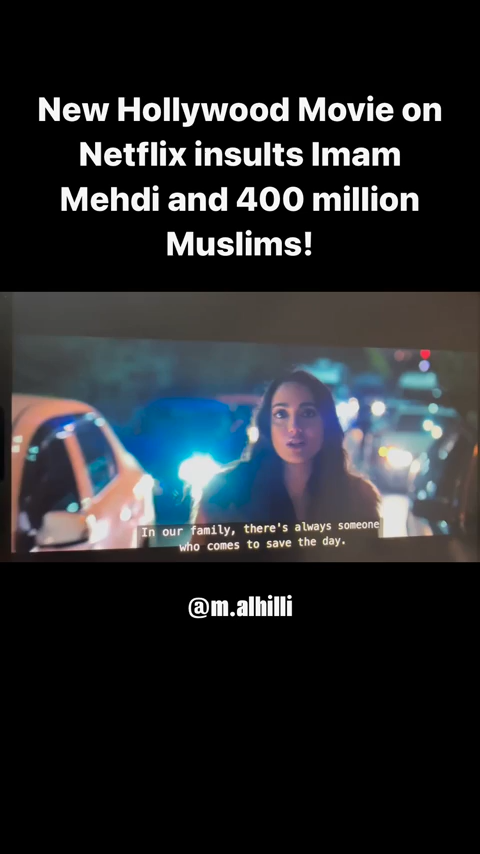 New Hollywood Movie on
Netflix insults Imam
Mehdi and 400 million
Muslims!
In our family, there's always someone
who comes to save the day.
@m.alhilli